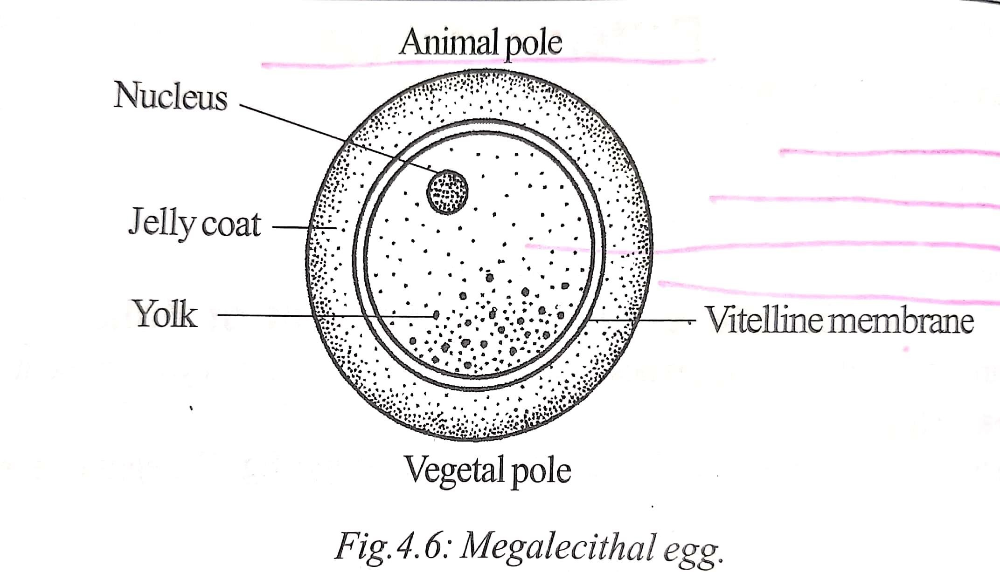 Animal pole
Nucleus
Jelly coat
Yolk
Vitelline membrane
Vegetal pole
Fig.4.6: Megalecithal egg.